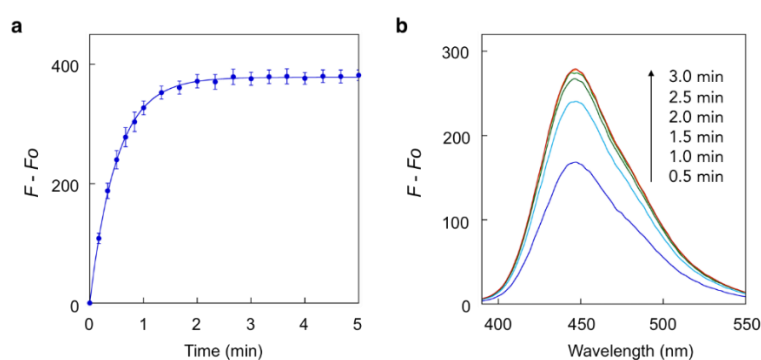 a
400
200
0
F - Fo
0 1 2 3 4 5
Time (min)
b
300
200
100
0
F - Fo
3.0 min
2.5 min
2.0 min
1.5 min
1.0 min
0.5 min
400 450 500 550
Wavelength (nm)